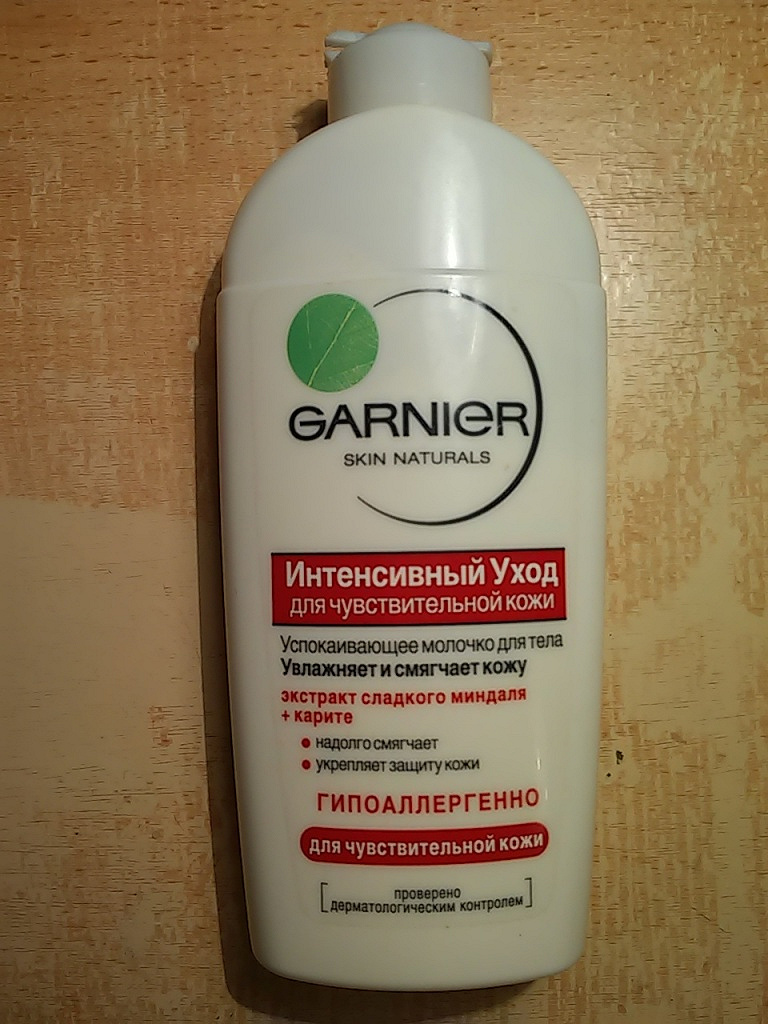 GARNIER
SKIN NATURALS
Интенсивный Уход
для чувствительной кожи
Успокаивающее молочко для тела
Увлажняет и смягчает кожу
экстракт сладкого миндаля
+ карите
• надолго смягчает
• укрепляет защиту кожи
ГИПОАЛЛЕРГЕННО
для чувствительной кожи
[проверено
дерматологическим контролем]